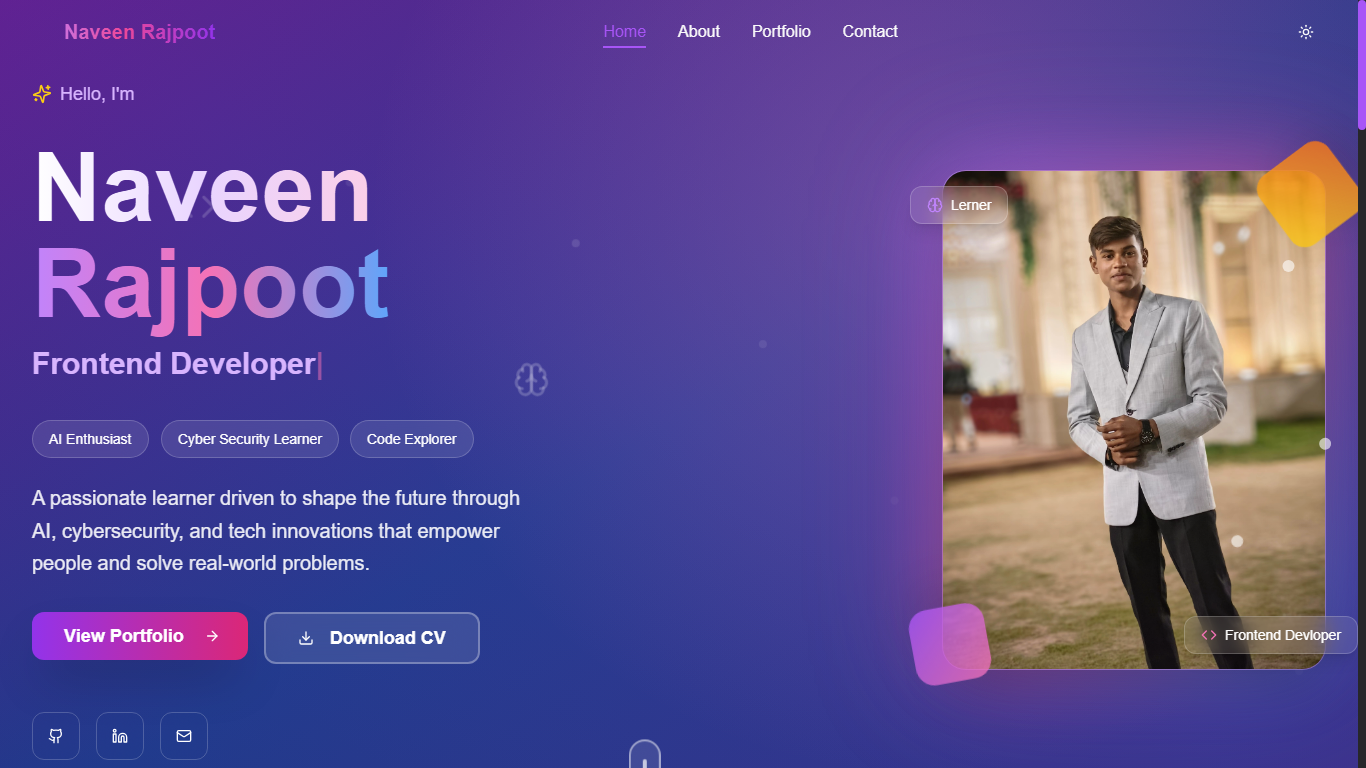 Naveen Rajpoot
Home
About
Portfolio
Contact
Hello, I'm
Naveen
Rajpoot
Frontend Developer|
AI Enthusiast
Cyber Security Learner
Code Explorer
A passionate learner driven to shape the future through
AI, cybersecurity, and tech innovations that empower
people and solve real-world problems.
View Portfolio
Download CV
Lerner
Frontend Devloper